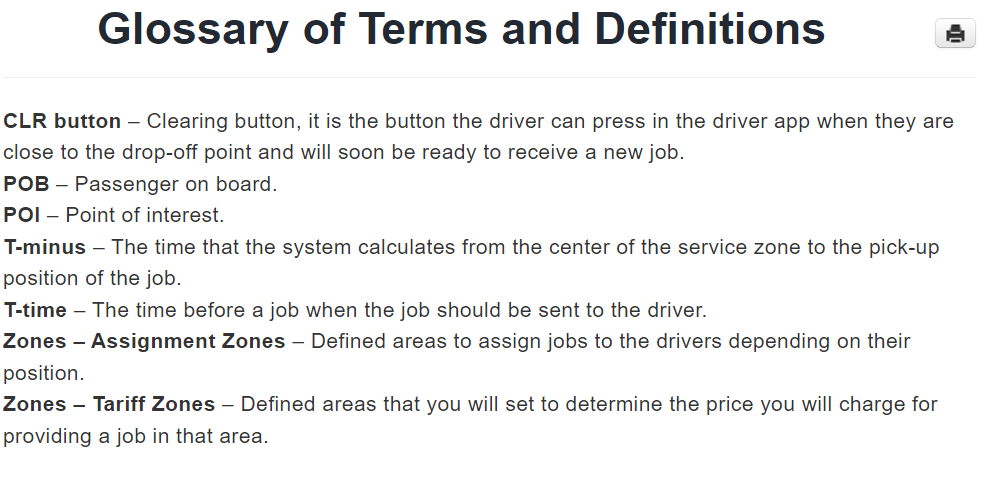 Glossary of Terms and Definitions
CLR button – Clearing button, it is the button the driver can press in the driver app when they are
close to the drop-off point and will soon be ready to receive a new job.
POB – Passenger on board.
POI – Point of interest.
T-minus – The time that the system calculates from the center of the service zone to the pick-up
position of the job.
T-time – The time before a job when the job should be sent to the driver.
Zones – Assignment Zones – Defined areas to assign jobs to the drivers depending on their
position.
Zones – Tariff Zones – Defined areas that you will set to determine the price you will charge for
providing a job in that area.